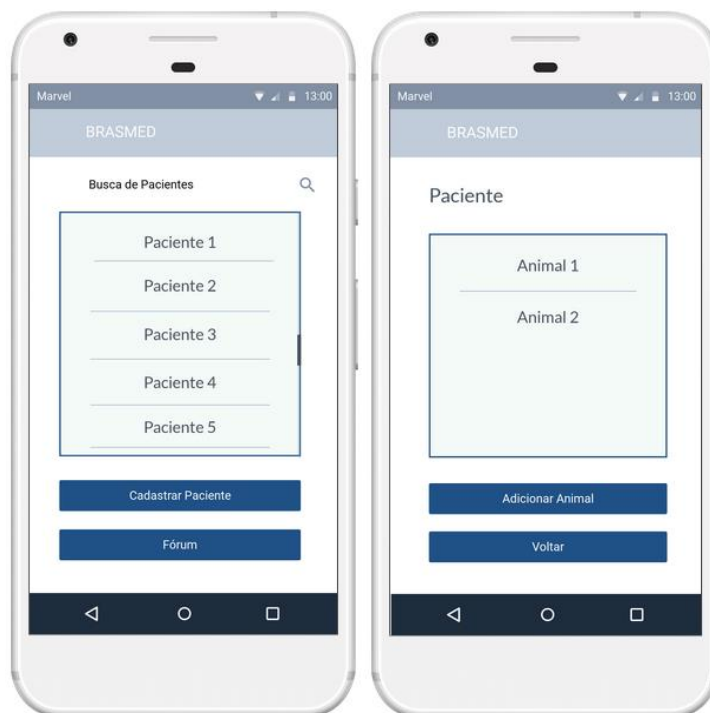 Marvel 13:00
BRASMED
Busca de Pacientes
Paciente 1
Paciente 2
Paciente 3
Paciente 4
Paciente 5
Cadastrar Paciente
Fórum
Marvel 13:00
BRASMED
Paciente
Animal 1
Animal 2
Adicionar Animal
Voltar